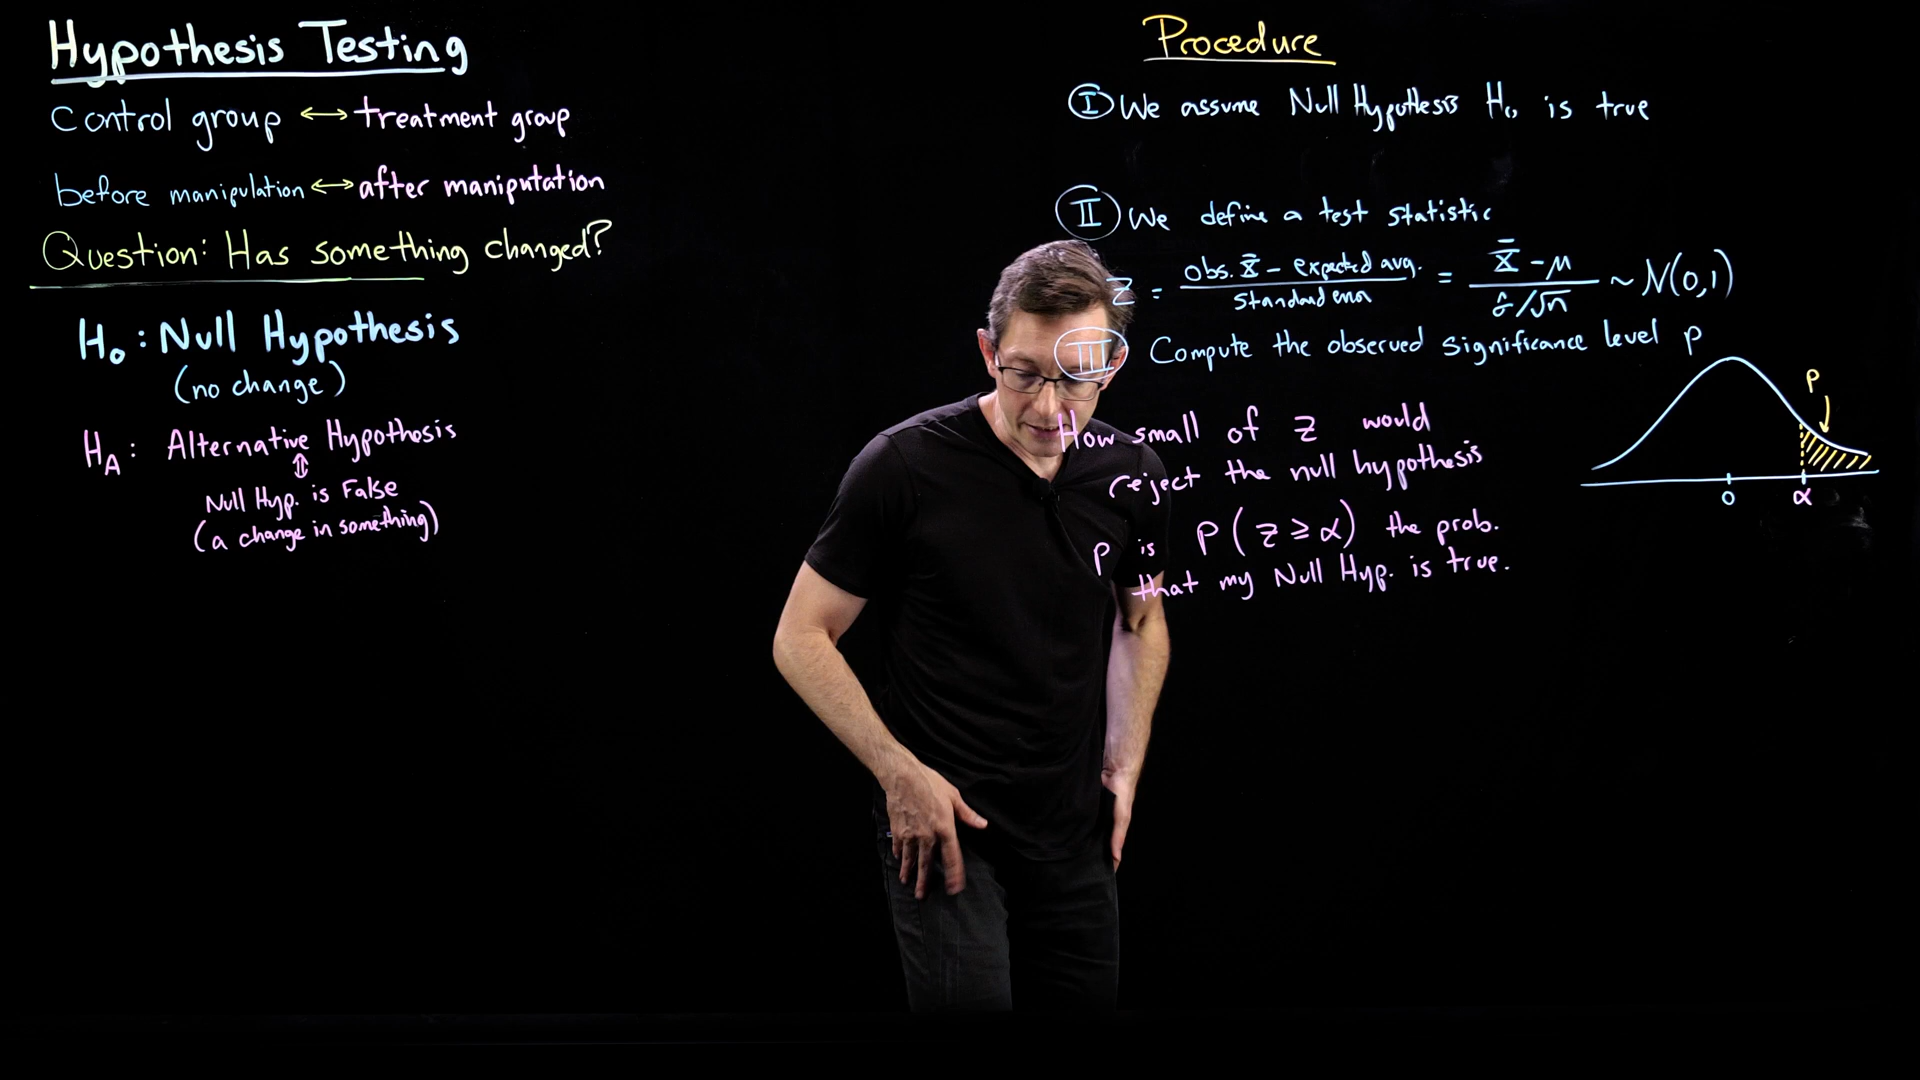 Hypothesis Testing
Control group ↔ treatment group
before manipulation ↔ after manipulation
Question: Has something changed?
H₀: Null Hypothesis
(no change)
H_A: Alternative Hypothesis
⇕
Null Hyp. is False
(a change in something)
Procedure
Ⅰ We assume Null Hypothesis H₀ is true
Ⅱ We define a test statistic
Z = (obs. X̄ - expected avg.) / (standard error) = (X̄ - μ) / (σ̂/√n) ~ N(0,1)
Ⅲ Compute the observed significance level p
How small of z would
reject the null hypothesis
p is P(z ≥ α) the prob.
that my Null Hyp. is true.
p
0 α